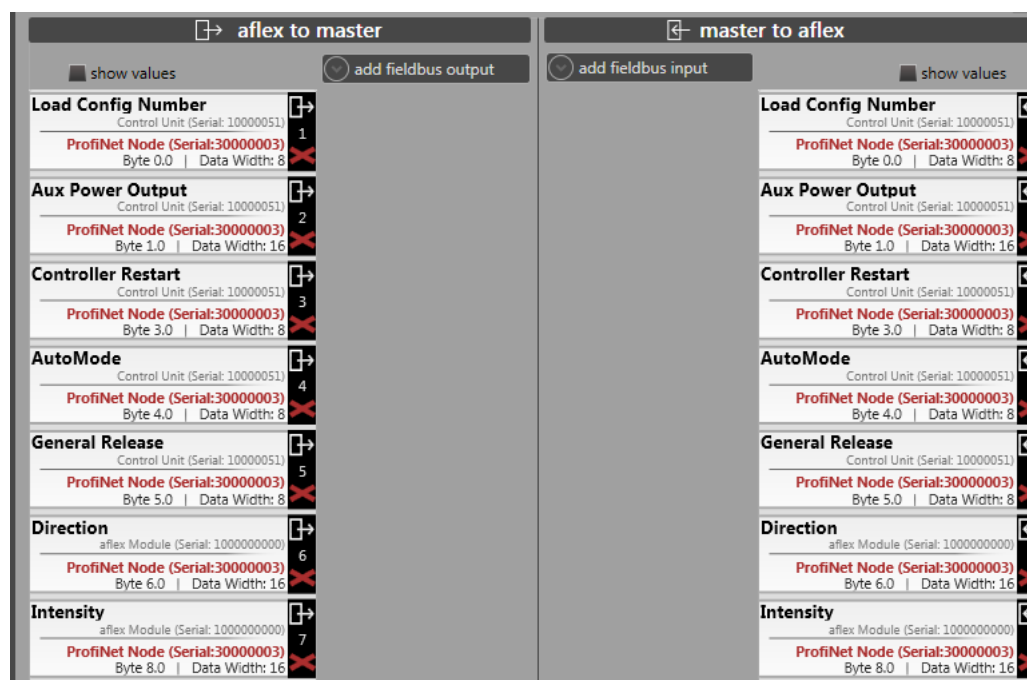 aflex to master
show values
add fieldbus output
Load Config Number
Control Unit (Serial: 10000051)
1
ProfiNet Node (Serial:30000003)
Byte 0.0 | Data Width: 8
Aux Power Output
Control Unit (Serial: 10000051)
2
ProfiNet Node (Serial:30000003)
Byte 1.0 | Data Width: 16
Controller Restart
Control Unit (Serial: 10000051)
3
ProfiNet Node (Serial:30000003)
Byte 3.0 | Data Width: 8
AutoMode
Control Unit (Serial: 10000051)
4
ProfiNet Node (Serial:30000003)
Byte 4.0 | Data Width: 8
General Release
Control Unit (Serial: 10000051)
5
ProfiNet Node (Serial:30000003)
Byte 5.0 | Data Width: 8
Direction
aflex Module (Serial: 1000000000)
6
ProfiNet Node (Serial:30000003)
Byte 6.0 | Data Width: 16
Intensity
aflex Module (Serial: 1000000000)
7
ProfiNet Node (Serial:30000003)
Byte 8.0 | Data Width: 16
master to aflex
add fieldbus input
show values
Load Config Number
Control Unit (Serial: 10000051)
ProfiNet Node (Serial:30000003)
Byte 0.0 | Data Width: 8
Aux Power Output
Control Unit (Serial: 10000051)
ProfiNet Node (Serial:30000003)
Byte 1.0 | Data Width: 16
Controller Restart
Control Unit (Serial: 10000051)
ProfiNet Node (Serial:30000003)
Byte 3.0 | Data Width: 8
AutoMode
Control Unit (Serial: 10000051)
ProfiNet Node (Serial:30000003)
Byte 4.0 | Data Width: 8
General Release
Control Unit (Serial: 10000051)
ProfiNet Node (Serial:30000003)
Byte 5.0 | Data Width: 8
Direction
aflex Module (Serial: 1000000000)
ProfiNet Node (Serial:30000003)
Byte 6.0 | Data Width: 16
Intensity
aflex Module (Serial: 1000000000)
ProfiNet Node (Serial:30000003)
Byte 8.0 | Data Width: 16